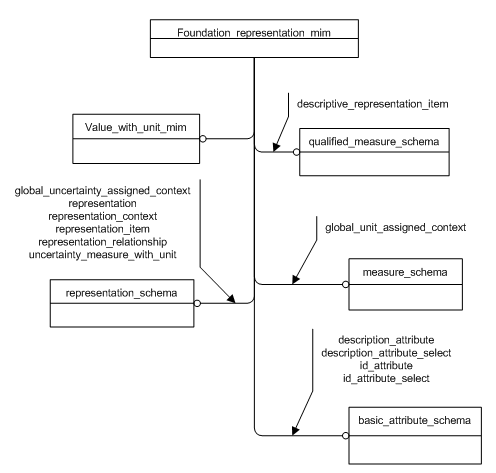 Foundation_representation_mim
descriptive_representation_item
Value_with_unit_mim
qualified_measure_schema
global_uncertainty_assigned_context
representation
representation_context
representation_item
representation_relationship
uncertainty_measure_with_unit
global_unit_assigned_context
representation_schema
measure_schema
description_attribute
description_attribute_select
id_attribute
id_attribute_select
basic_attribute_schema